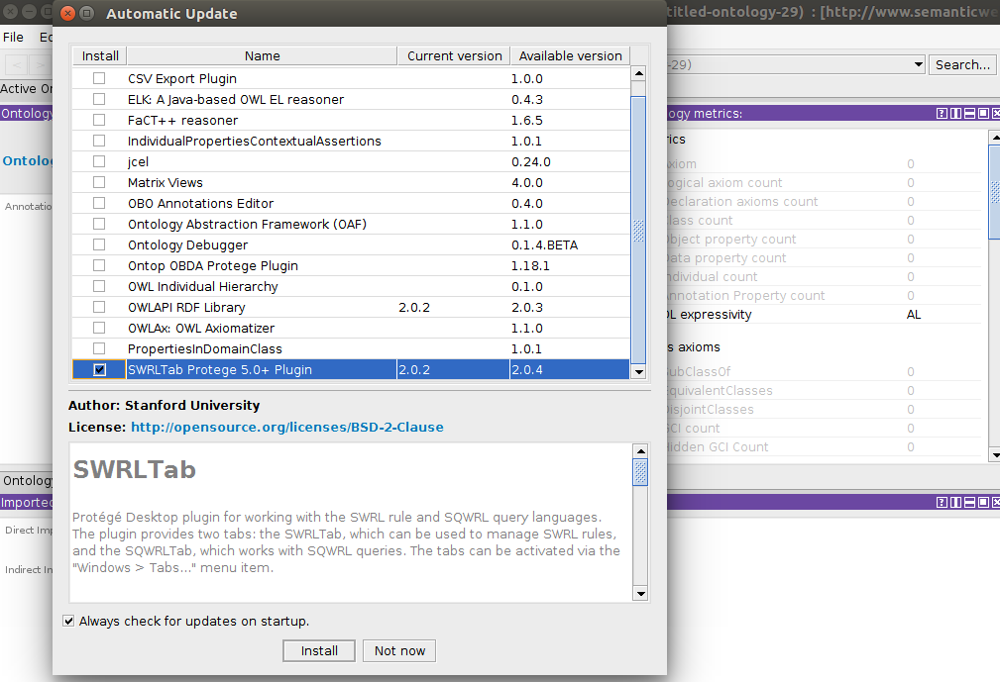 Automatic Update
titled-ontology-29) : [http://www.semanticwe
File
-29)
Search...
Active
Install Name Current version Available version
CSV Export Plugin 1.0.0
ELK: A Java-based OWL EL reasoner 0.4.3
FaCT++ reasoner 1.6.5
IndividualPropertiesContextualAssertions 1.0.1
jcel 0.24.0
Matrix Views 4.0.0
OBO Annotations Editor 0.4.0
Ontology Abstraction Framework (OAF) 1.1.0
Ontology Debugger 0.1.4.BETA
Ontop OBDA Protege Plugin 1.18.1
OWL Individual Hierarchy 0.1.0
OWLAPI RDF Library 2.0.2 2.0.3
OWLAx: OWL Axiomatizer 1.1.0
PropertiesInDomainClass 1.0.1
SWRLTab Protege 5.0+ Plugin 2.0.2 2.0.4
Author: Stanford University
License: http://opensource.org/licenses/BSD-2-Clause
SWRLTab
Protégé Desktop plugin for working with the SWRL rule and SQWRL query languages.
The plugin provides two tabs: the SWRLTab, which can be used to manage SWRL rules,
and the SQWRLTab, which works with SQWRL queries. The tabs can be activated via the
"Windows > Tabs..." menu item.
Always check for updates on startup.
Install
Not now
Ontology
Ontolog
Annotatio
Ontology
Imported
Direct Imp
Indirect Im
ogy metrics:
rics
xiom 0
ogical axiom count 0
eclaration axioms count 0
lass count 0
bject property count 0
ata property count 0
ndividual count 0
nnotation Property count 0
DL expressivity AL
s axioms
SubClassOf 0
EquivalentClasses 0
DisjointClasses 0
GCI count 0
Hidden GCI Count 0